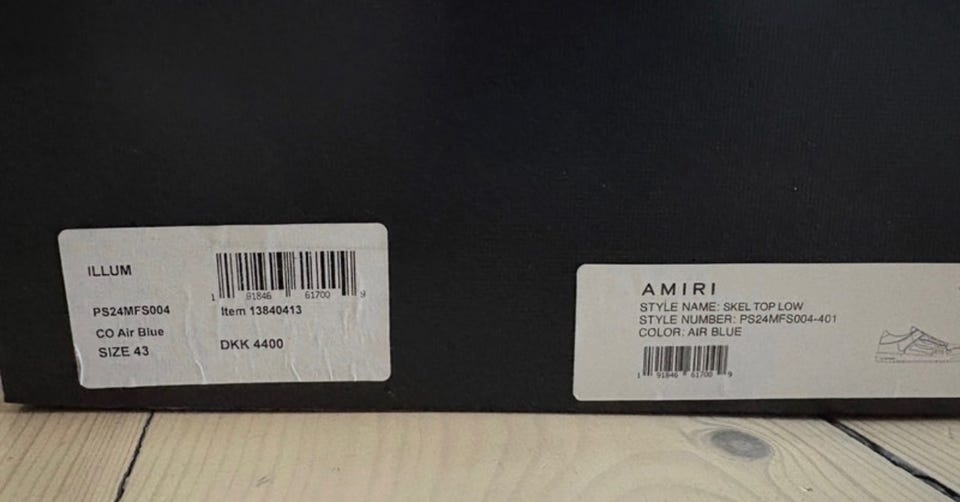 ILLUM
1 91846 61700 9
PS24MFS004
Item 13840413
CO Air Blue
SIZE 43
DKK 4400
AMIRI
STYLE NAME: SKEL TOP LOW
STYLE NUMBER: PS24MFS004-401
COLOR: AIR BLUE
1 91846 61700 9